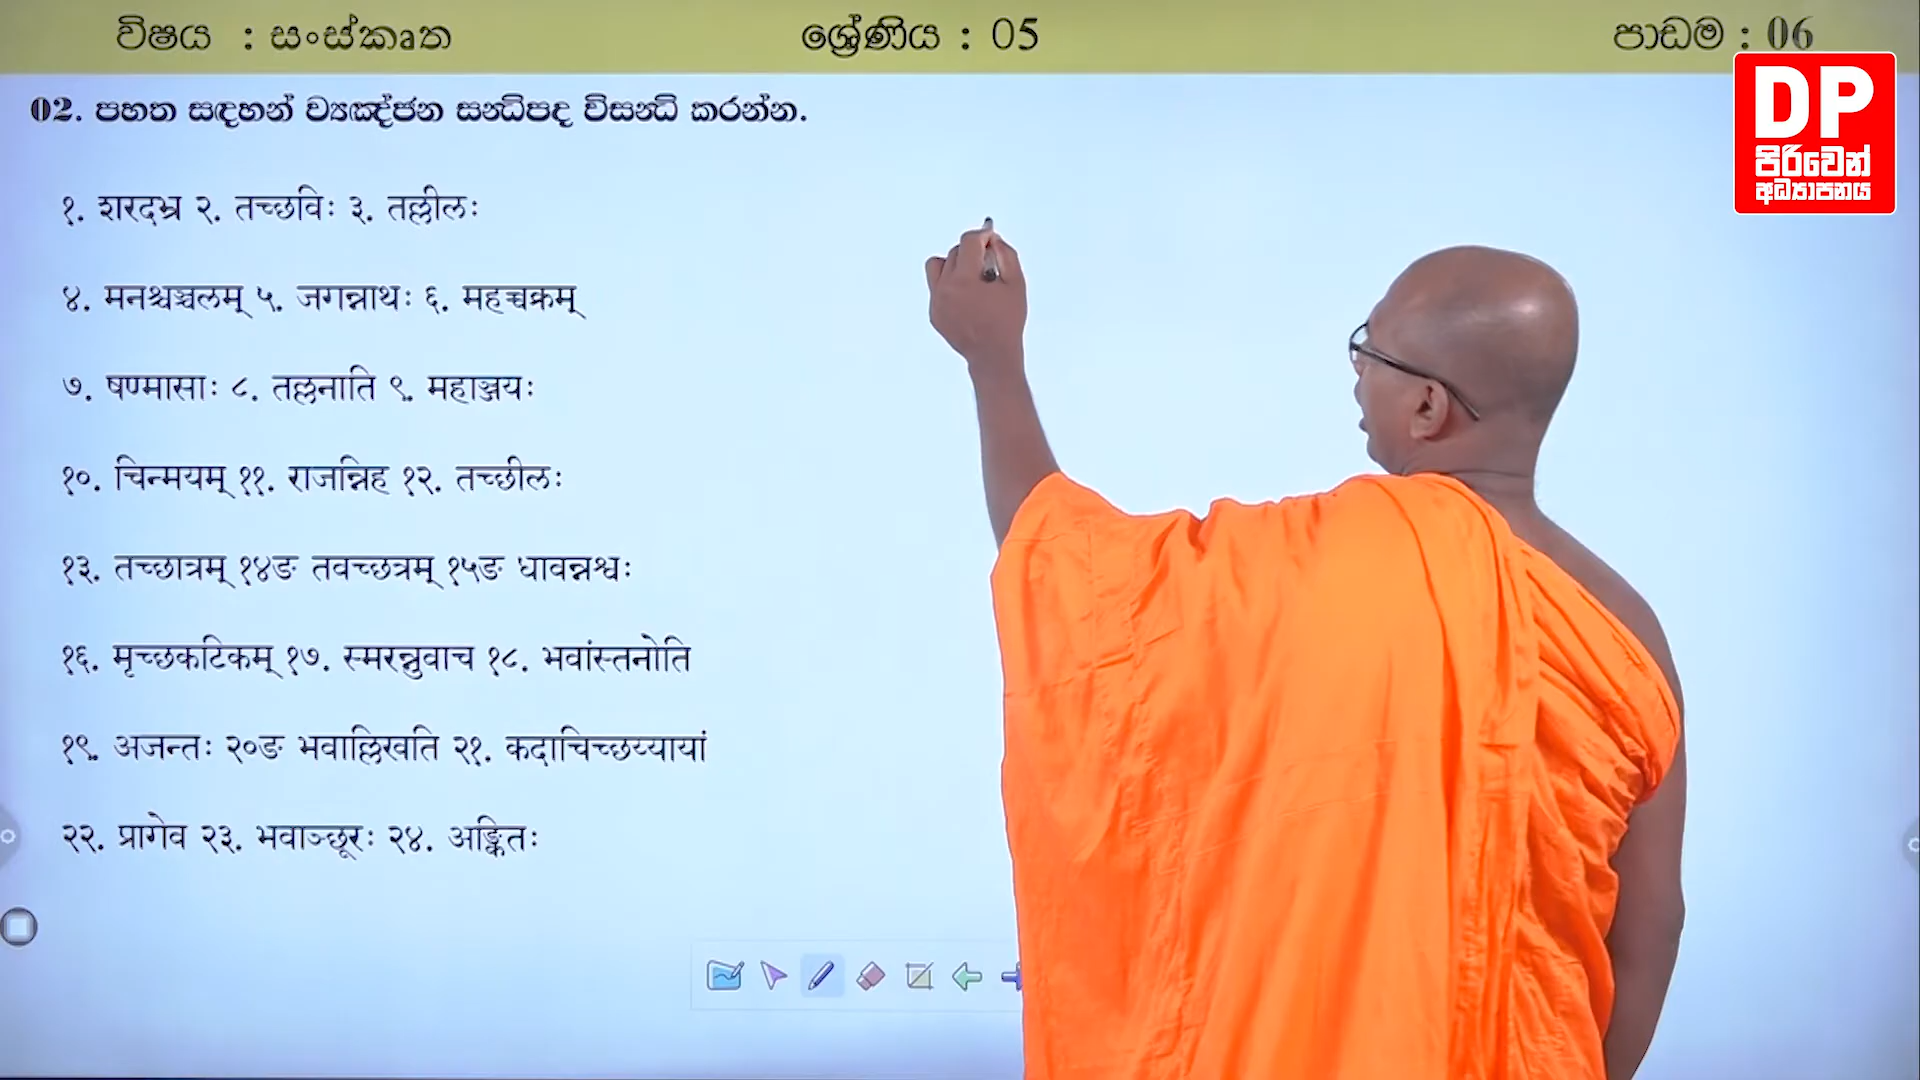 විෂය : සංස්කෘත ශ්‍රේණිය : 05 පාඩම : 06
DP
පිරිවෙන්
අධ්‍යාපනය
02. පහත සඳහන් ව්‍යඤ්ජන සන්ධිපද විසන්ධි කරන්න.
१. शरदभ्र २. तच्छविः ३. तल्लीलः
४. मनश्चञ्चलम् ५. जगन्नाथः ६. महच्चक्रम्
७. षण्मासाः ८. तल्लनाति ९. महाञ्जयः
१०. चिन्मयम् ११. राजन्निह १२. तच्छीलः
१३. तच्छात्रम् १४ङ तवच्छत्रम् १५ङ धावन्नश्वः
१६. मृच्छकटिकम् १७. स्मरन्नुवाच १८. भवांस्तनोति
१९. अजन्तः २०ङ भवाल्लिखति २१. कदाचिच्छय्यायां
२२. प्रागेव २३. भवाञ्छूरः २४. अङ्कितः